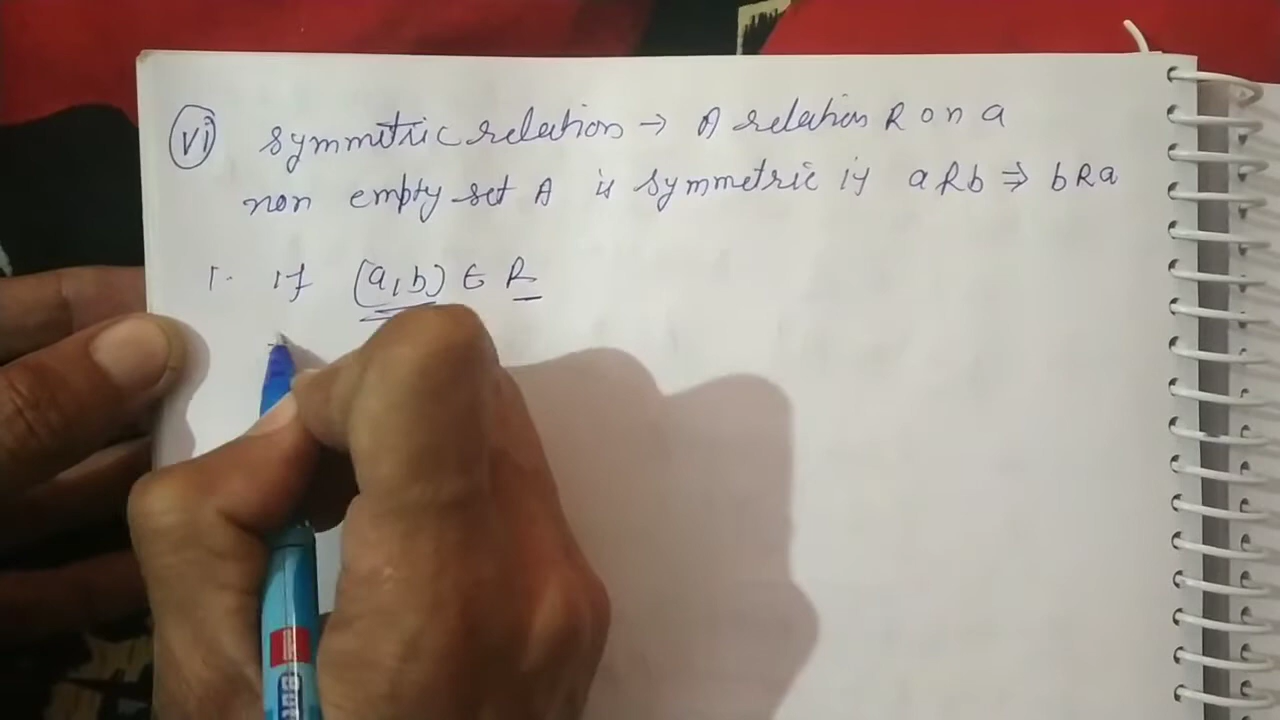 (vi) symmetric relation → A relation R on a
non empty set A is symmetric if aRb ⇒ bRa
1. if (a,b) ∈ R